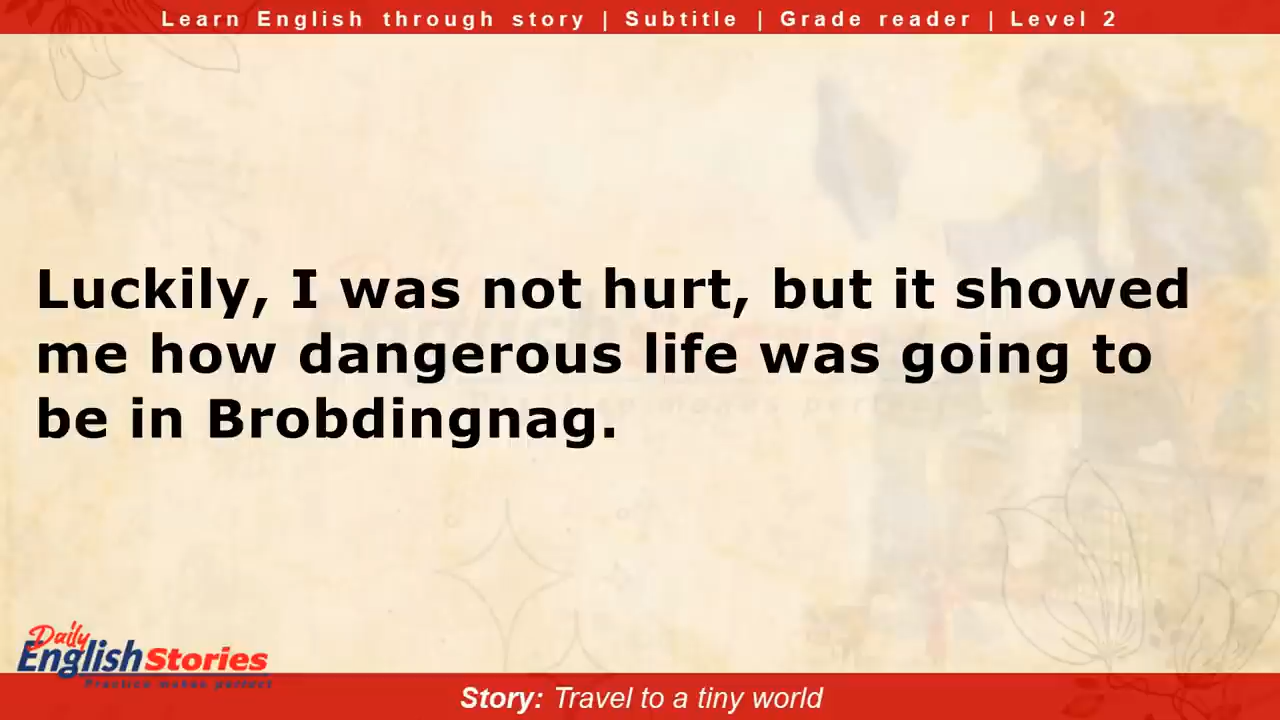 Learn English through story | Subtitle | Grade reader | Level 2
Luckily, I was not hurt, but it showed
me how dangerous life was going to
be in Brobdingnag.
Daily
English Stories
Practice makes perfect
Story: Travel to a tiny world